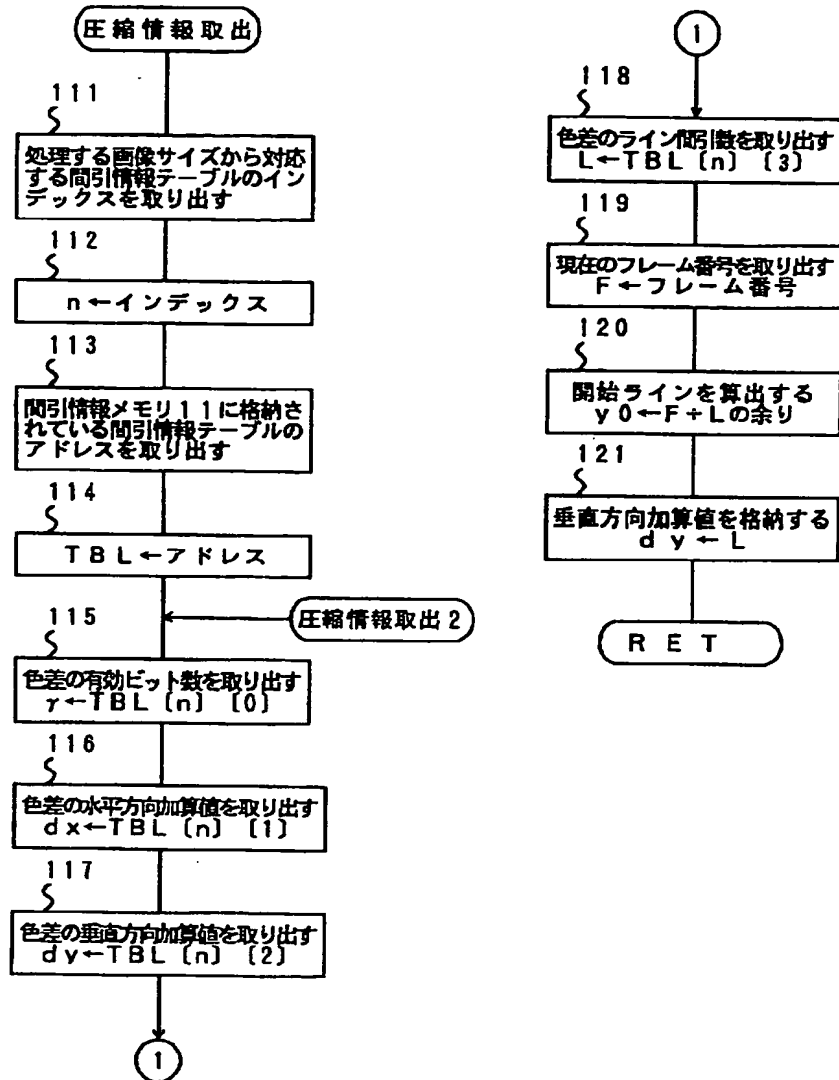 圧縮情報取出
111
処理する画像サイズから対応
する間引情報テーブルのイン
デックスを取り出す
112
n←インデックス
113
間引情報メモリ11に格納さ
れている間引情報テーブルの
アドレスを取り出す
114
TBL←アドレス
圧縮情報取出2
115
色差の有効ビット数を取り出す
γ←TBL〔n〕〔0〕
116
色差の水平方向加算値を取り出す
dx←TBL〔n〕〔1〕
117
色差の垂直方向加算値を取り出す
dy←TBL〔n〕〔2〕
1
1
118
色差のライン間引数を取り出す
L←TBL〔n〕〔3〕
119
現在のフレーム番号を取り出す
F←フレーム番号
120
開始ラインを算出する
y0←F÷Lの余り
121
垂直方向加算値を格納する
dy←L
RET